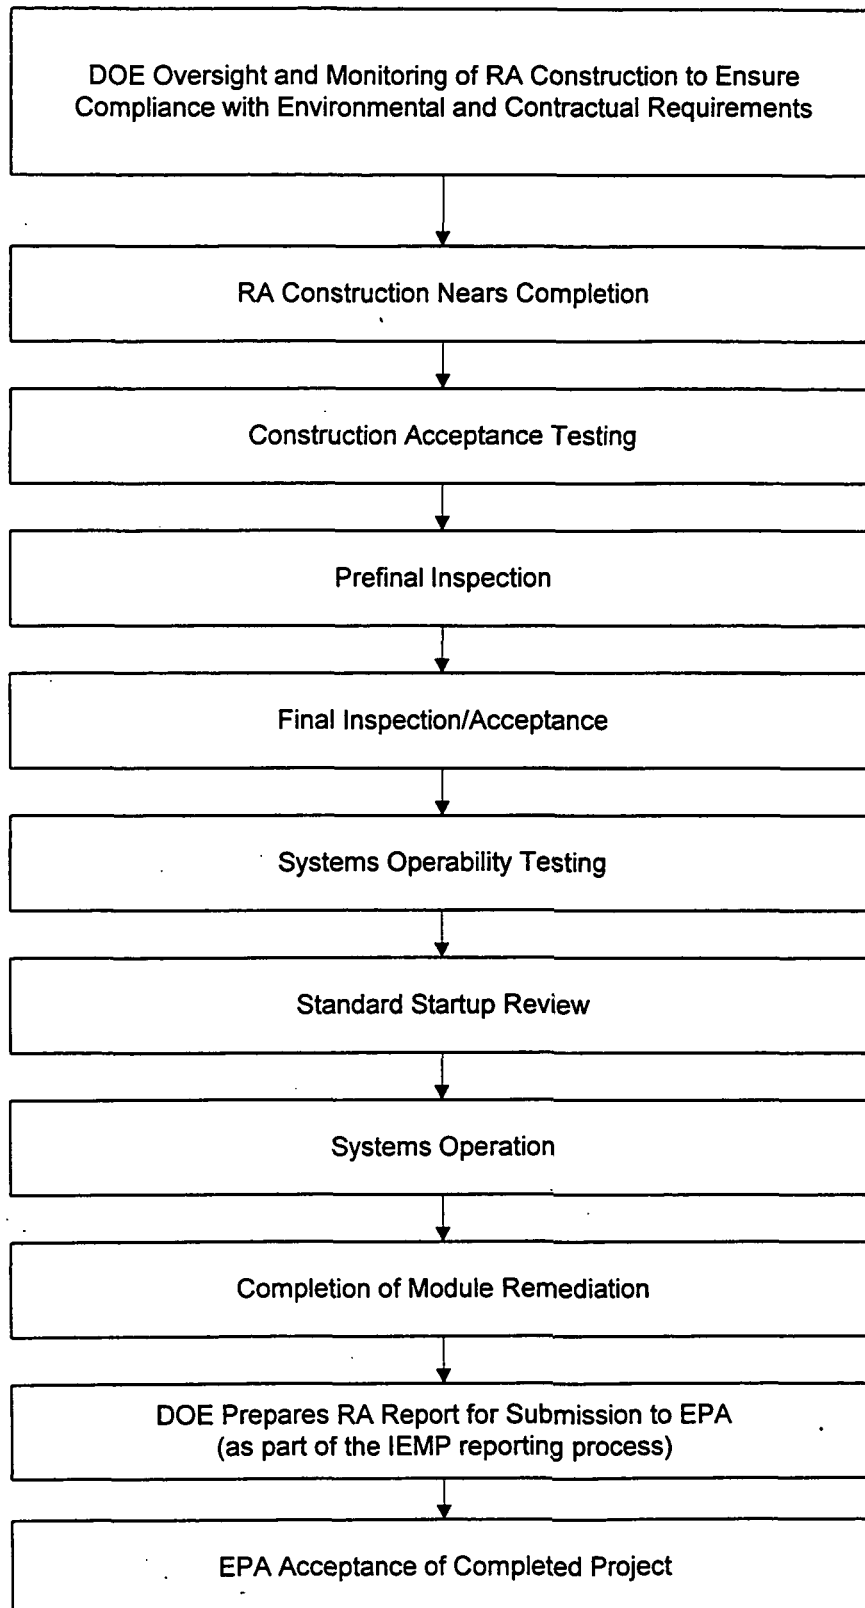 DOE Oversight and Monitoring of RA Construction to Ensure
Compliance with Environmental and Contractual Requirements
RA Construction Nears Completion
Construction Acceptance Testing
Prefinal Inspection
Final Inspection/Acceptance
Systems Operability Testing
Standard Startup Review
Systems Operation
Completion of Module Remediation
DOE Prepares RA Report for Submission to EPA
(as part of the IEMP reporting process)
EPA Acceptance of Completed Project